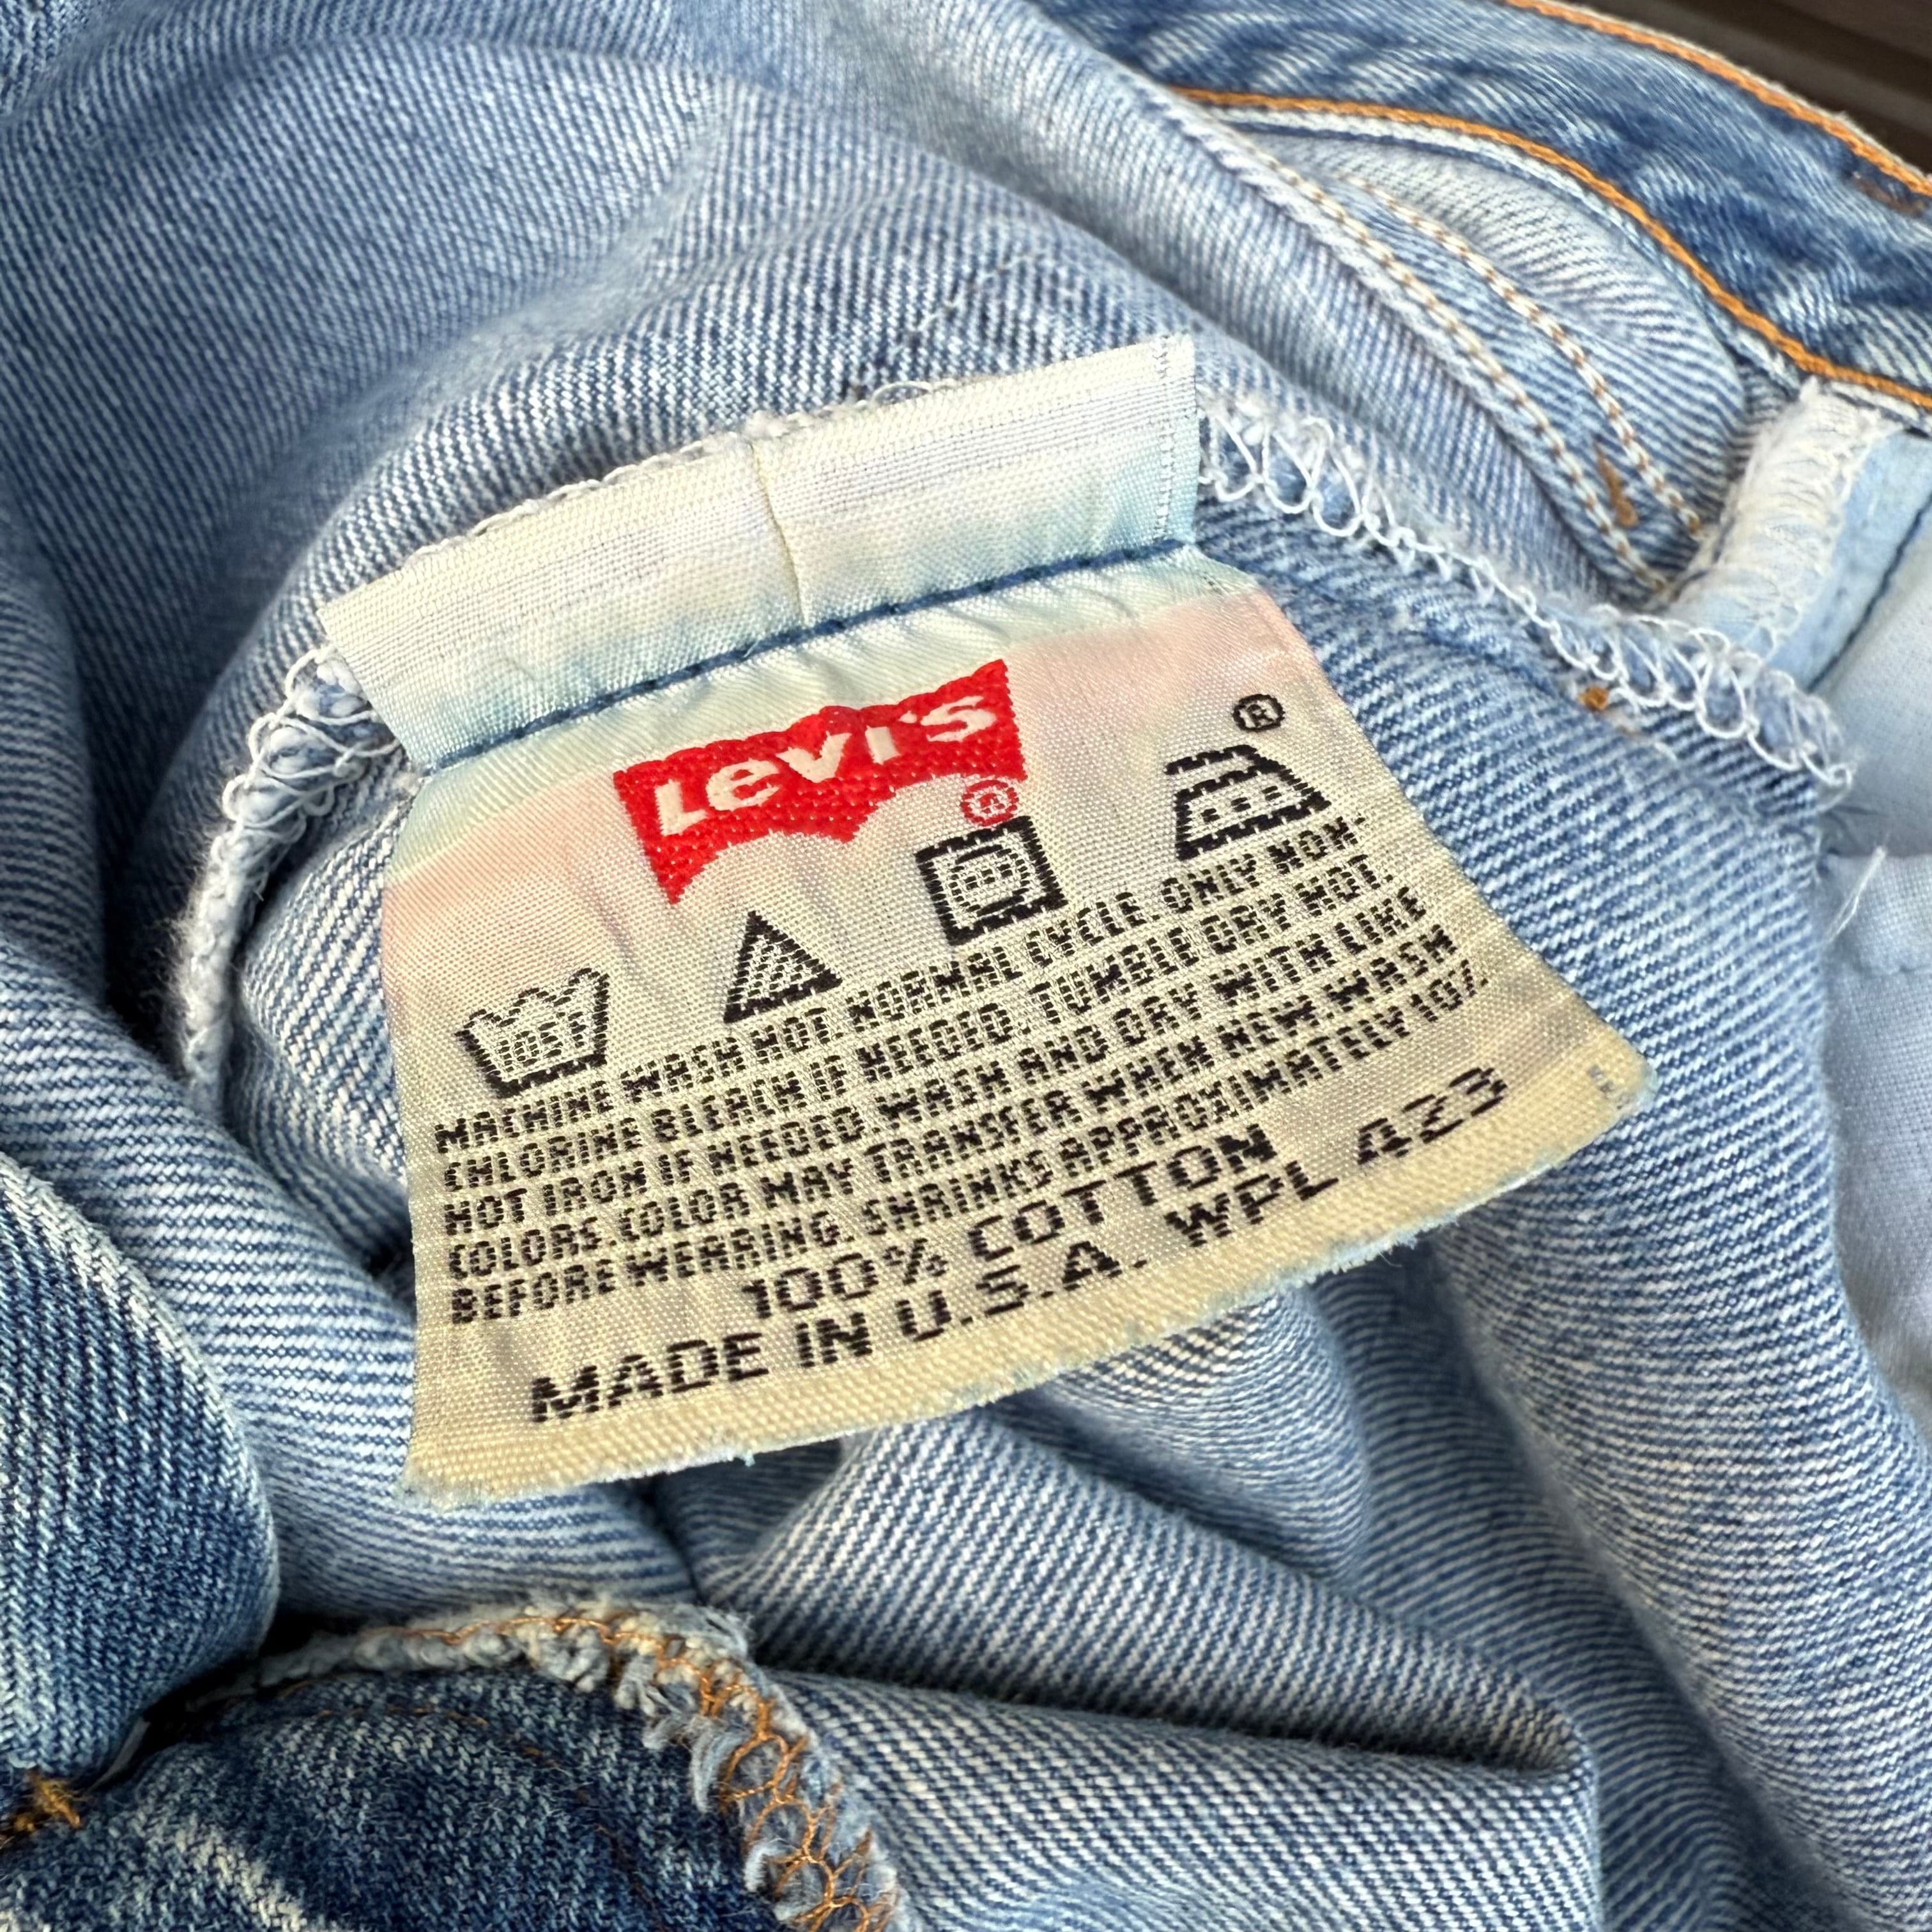 Levi's
®
®
105F
MACHINE WASH HOT. NORMAL CYCLE. ONLY NON-
CHLORINE BLEACH IF NEEDED. TUMBLE DRY HOT.
HOT IRON IF NEEDED. WASH AND DRY WITH LIKE
COLORS. COLOR MAY TRANSFER WHEN NEW. WASH
BEFORE WEARING. SHRINKS APPROXIMATELY 10%
100% COTTON
MADE IN U.S.A. WPL 423